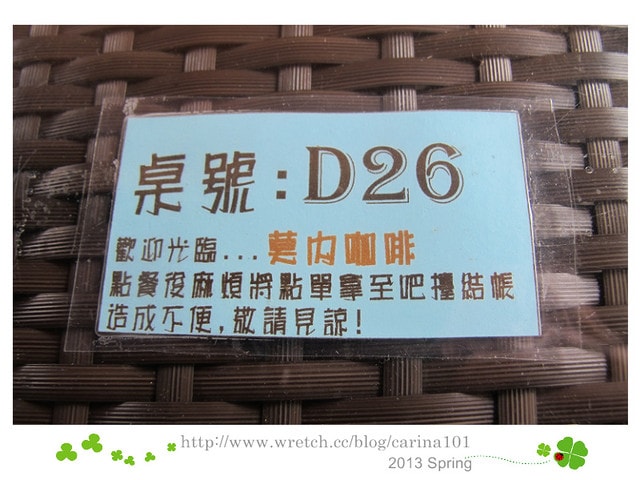 桌號:D26
歡迎光臨...莫內咖啡
點餐後麻煩將點單拿至吧檯結帳
造成不便,敬請見諒!
http://www.wretch.cc/blog/carina101
2013 Spring